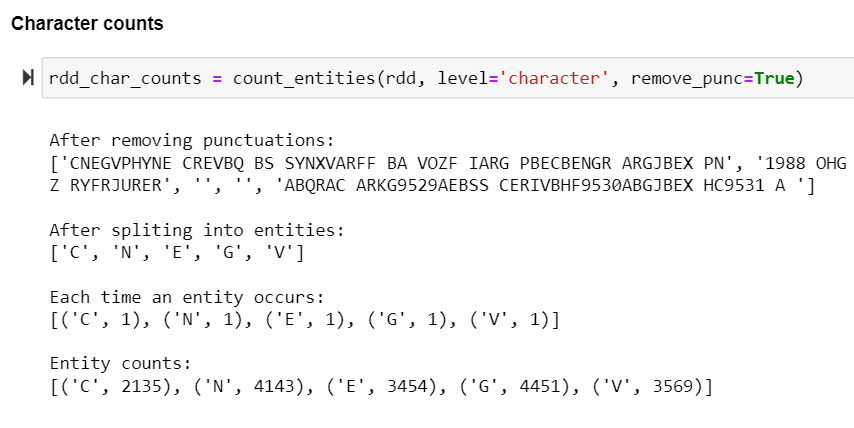 Character counts
rdd_char_counts = count_entities(rdd, level='character', remove_punc=True)
After removing punctuations:
['CNEGVPHYNE CREVBQ BS SYNXVARFF BA VOZF IARG PBECBENGR ARGJBEX PN', '1988 OHG
Z RYFRJURER', '', '', 'ABQRAC ARKG9529AEBSS CERIVBHF9530ABGJBEX HC9531 A ']
After spliting into entities:
['C', 'N', 'E', 'G', 'V']
Each time an entity occurs:
[('C', 1), ('N', 1), ('E', 1), ('G', 1), ('V', 1)]
Entity counts:
[('C', 2135), ('N', 4143), ('E', 3454), ('G', 4451), ('V', 3569)]